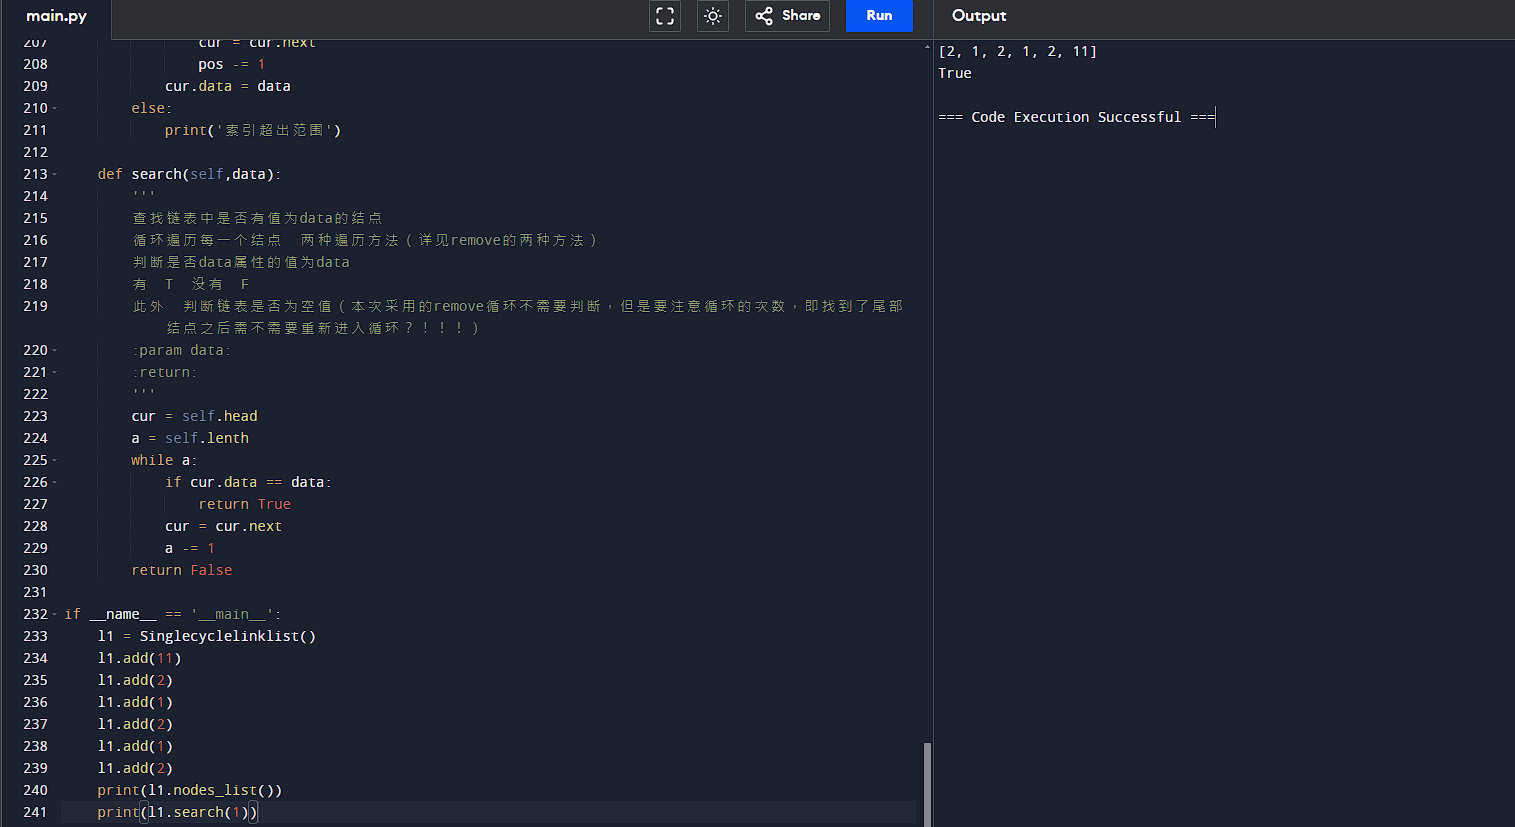 main.py
Share
Run
Output
207 cur = cur.next
208 pos -= 1
209 cur.data = data
210 else:
211 print('索引超出范围')
212
213 def search(self,data):
214 '''
215 查找链表中是否有值为data的结点
216 循环遍历每一个结点 两种遍历方法(详见remove的两种方法)
217 判断是否data属性的值为data
218 有 T 没有 F
219 此外 判断链表是否为空值(本次采用的remove循环不需要判断,但是要注意循环的次数,即找到了尾部
结点之后需不需要重新进入循环?!!!)
220 :param data:
221 :return:
222 '''
223 cur = self.head
224 a = self.lenth
225 while a:
226 if cur.data == data:
227 return True
228 cur = cur.next
229 a -= 1
230 return False
231
232 if __name__ == '__main__':
233 l1 = Singlecyclelinklist()
234 l1.add(11)
235 l1.add(2)
236 l1.add(1)
237 l1.add(2)
238 l1.add(1)
239 l1.add(2)
240 print(l1.nodes_list())
241 print(l1.search(1))
[2, 1, 2, 1, 2, 11]
True
=== Code Execution Successful ===